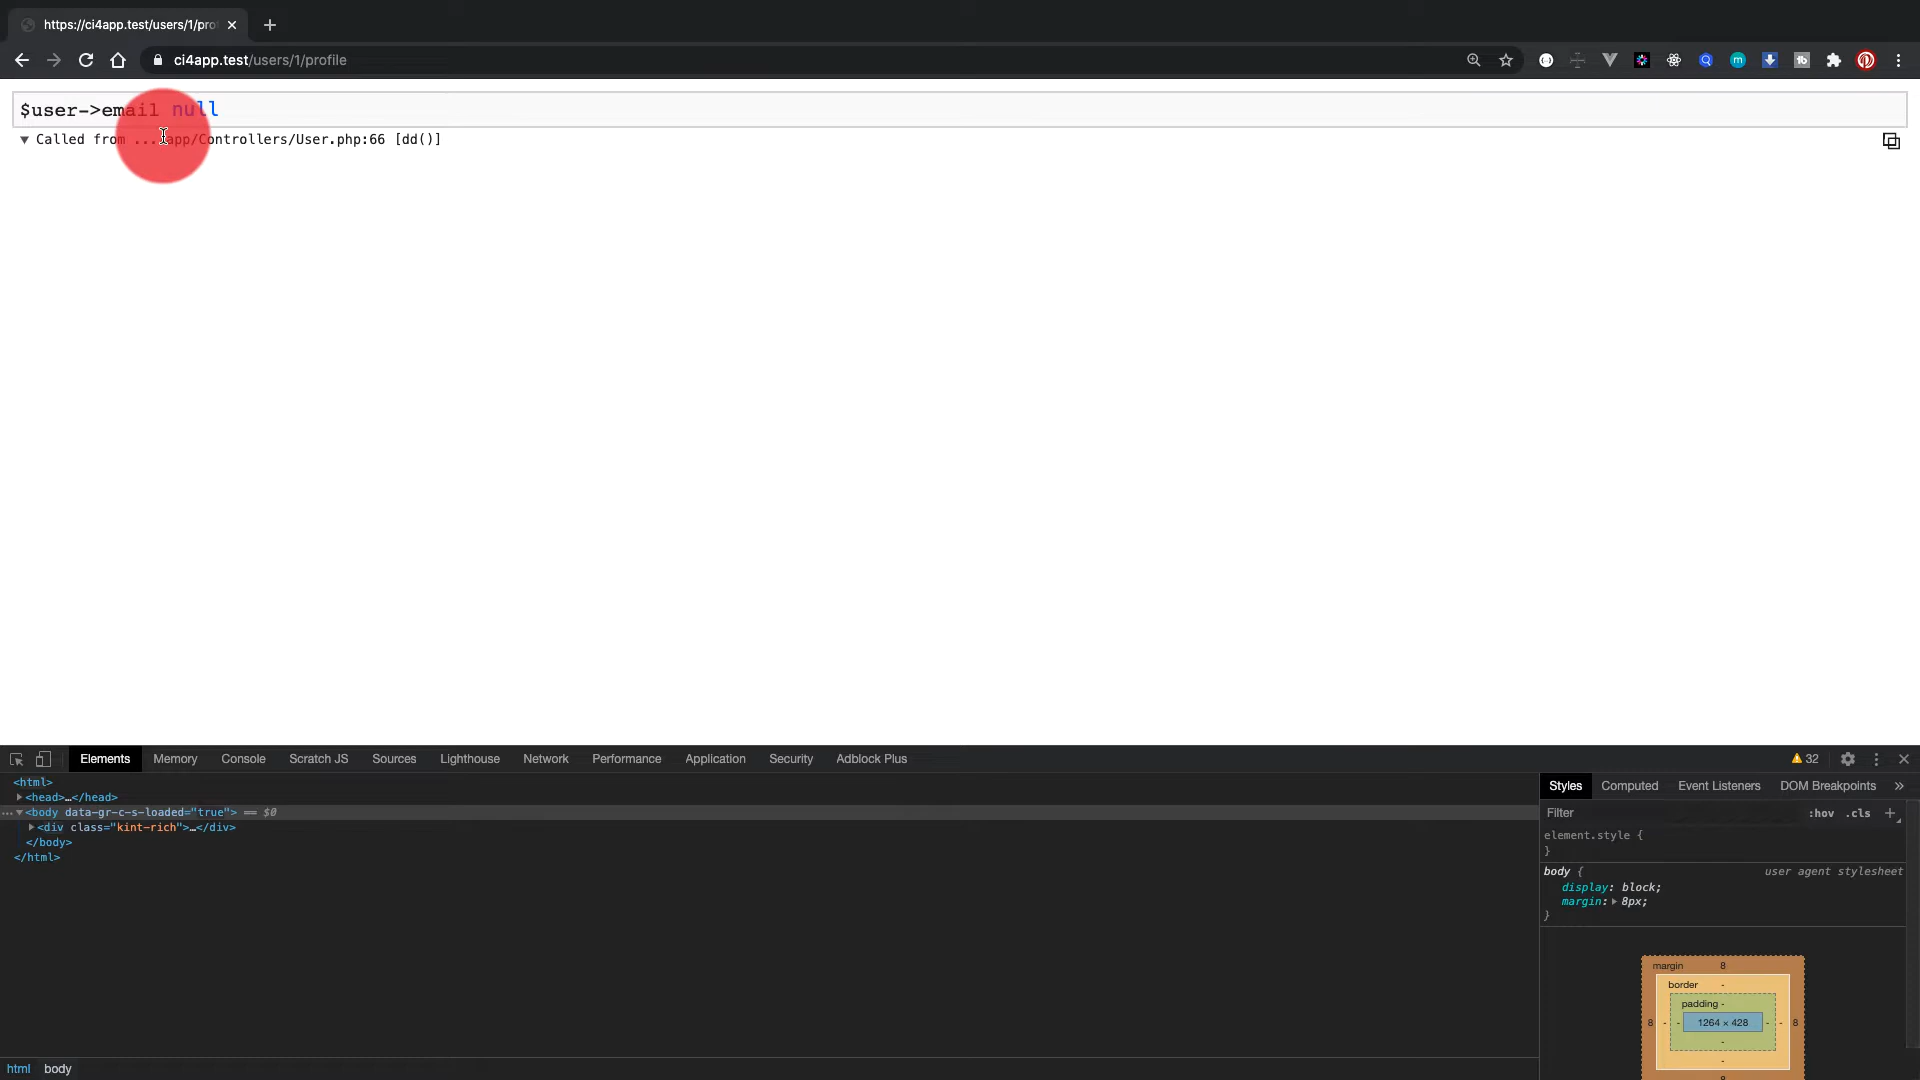 https://ci4app.test/users/1/pro
ci4app.test/users/1/profile
$user->email null
Called from .../app/Controllers/User.php:66 [dd()]
Elements Memory Console Scratch JS Sources Lighthouse Network Performance Application Security Adblock Plus
32
<html>
<head>…</head>
<body data-gr-c-s-loaded="true"> == $0
<div class="kint-rich">…</div>
</body>
</html>
Styles Computed Event Listeners DOM Breakpoints »
Filter :hov .cls +
element.style {
}
body { user agent stylesheet
display: block;
margin: 8px;
}
margin 8
border -
padding -
8 - - 1264 × 428 - - 8
-
-
8
html body